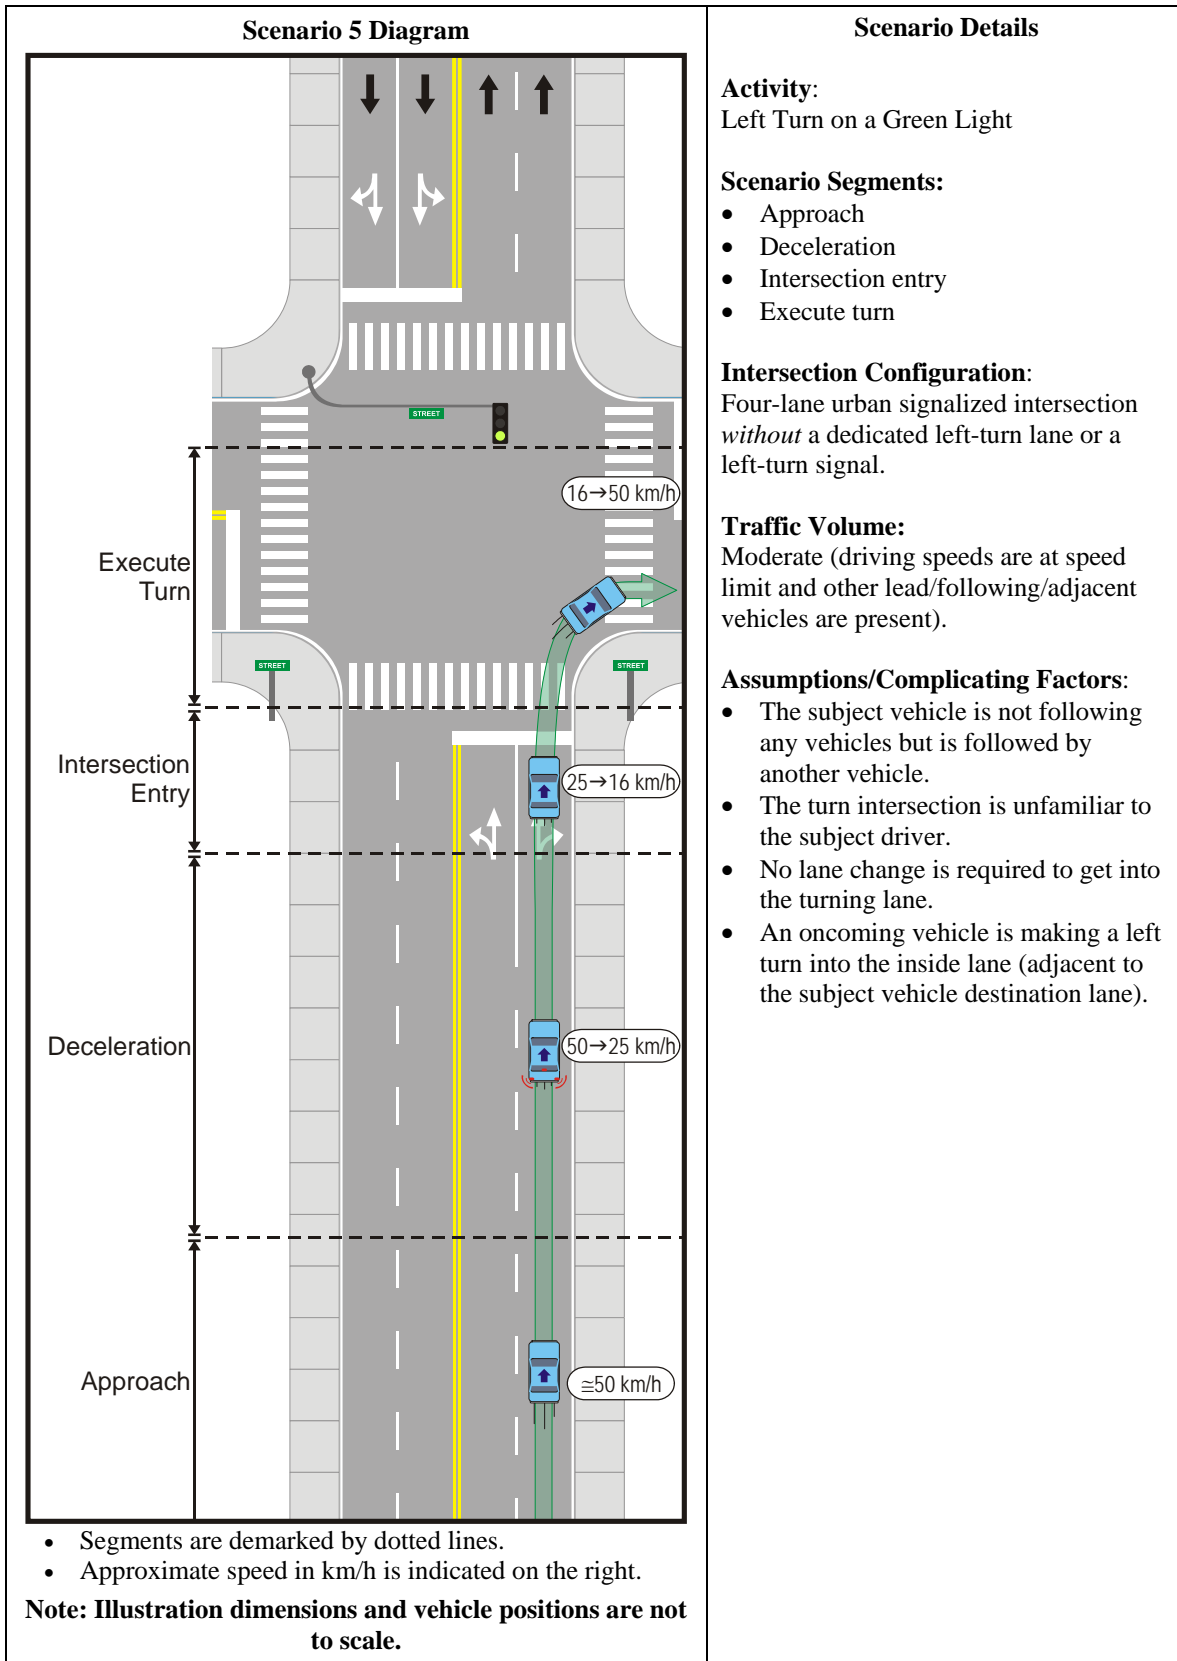 Scenario 5 Diagram
STREET
16→50 km/h
Execute
Turn
STREET
STREET
Intersection
Entry
25→16 km/h
Deceleration
50→25 km/h
Approach
≅50 km/h
• Segments are demarked by dotted lines.
• Approximate speed in km/h is indicated on the right.
Note: Illustration dimensions and vehicle positions are not
to scale.
Scenario Details
Activity:
Left Turn on a Green Light
Scenario Segments:
• Approach
• Deceleration
• Intersection entry
• Execute turn
Intersection Configuration:
Four-lane urban signalized intersection
without a dedicated left-turn lane or a
left-turn signal.
Traffic Volume:
Moderate (driving speeds are at speed
limit and other lead/following/adjacent
vehicles are present).
Assumptions/Complicating Factors:
• The subject vehicle is not following
any vehicles but is followed by
another vehicle.
• The turn intersection is unfamiliar to
the subject driver.
• No lane change is required to get into
the turning lane.
• An oncoming vehicle is making a left
turn into the inside lane (adjacent to
the subject vehicle destination lane).